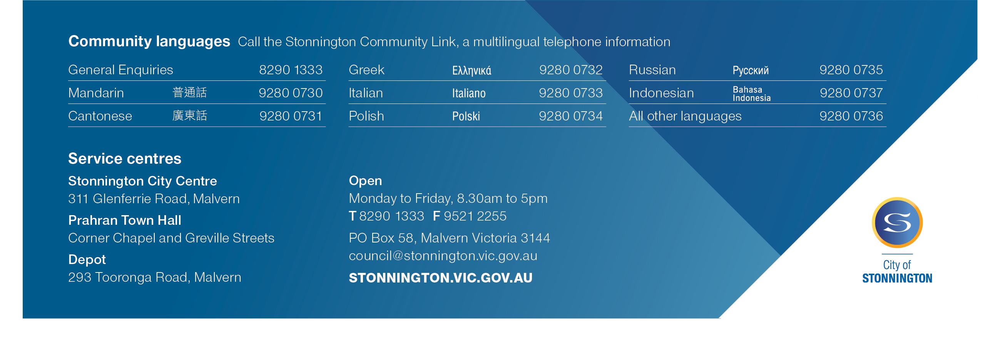 Community languages Call the Stonnington Community Link, a multilingual telephone information
General Enquiries 8290 1333
Mandarin 普通話 9280 0730
Cantonese 廣東話 9280 0731
Greek Ελληνικά 9280 0732
Italian Italiano 9280 0733
Polish Polski 9280 0734
Russian Русский 9280 0735
Indonesian Bahasa Indonesia 9280 0737
All other languages 9280 0736
Service centres
Stonnington City Centre
311 Glenferrie Road, Malvern
Prahran Town Hall
Corner Chapel and Greville Streets
Depot
293 Tooronga Road, Malvern
Open
Monday to Friday, 8.30am to 5pm
T 8290 1333 F 9521 2255
PO Box 58, Malvern Victoria 3144
council@stonnington.vic.gov.au
STONNINGTON.VIC.GOV.AU
S
City of
STONNINGTON